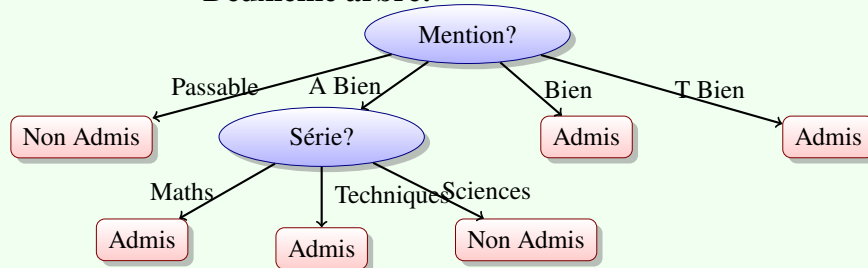 Deuxième arbre.
Mention?
Passable
A Bien
Bien
T Bien
Non Admis
Série?
Admis
Admis
Maths
Techniques
Sciences
Admis
Admis
Non Admis